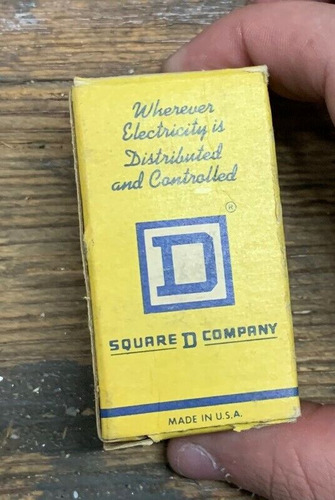 Wherever
Electricity is
Distributed
and Controlled
®
D
SQUARE D COMPANY
MADE IN U.S.A.